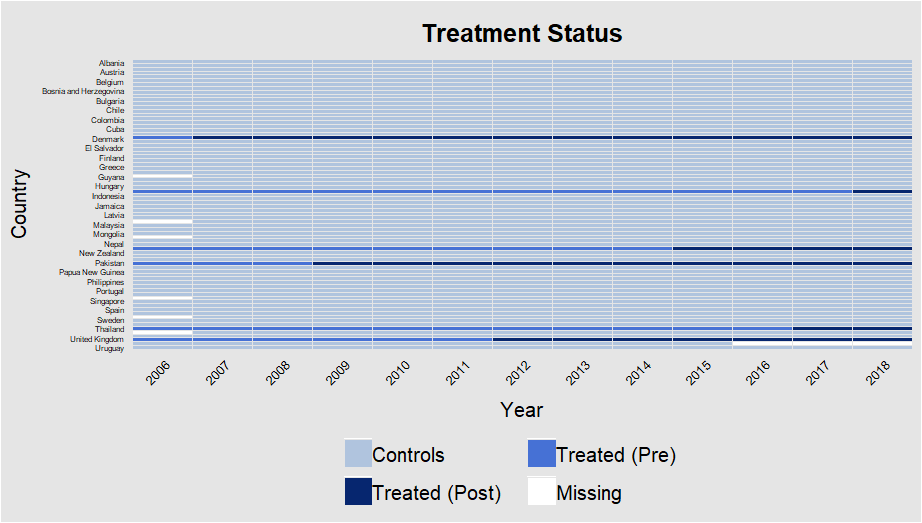 Treatment Status
Albania
Austria
Belgium
Bosnia and Herzegovina
Bulgaria
Chile
Colombia
Cuba
Denmark
El Salvador
Finland
Greece
Guyana
Hungary
Indonesia
Jamaica
Latvia
Malaysia
Mongolia
Nepal
New Zealand
Pakistan
Papua New Guinea
Philippines
Portugal
Singapore
Spain
Sweden
Thailand
United Kingdom
Uruguay
Country
2006 2007 2008 2009 2010 2011 2012 2013 2014 2015 2016 2017 2018
Year
Controls Treated (Pre)
Treated (Post) Missing